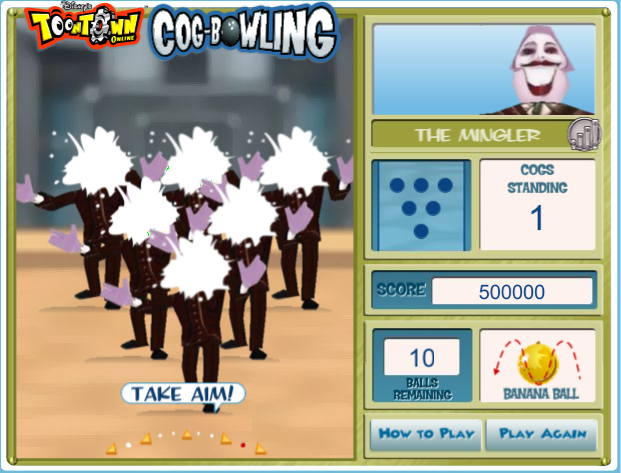 Disney's
TOONTOWN
ONLINE
COG-BOWLING
THE MINGLER
COGS
STANDING
1
SCORE 500000
10
BALLS
REMAINING
BANANA BALL
TAKE AIM!
HOW TO PLAY
PLAY AGAIN